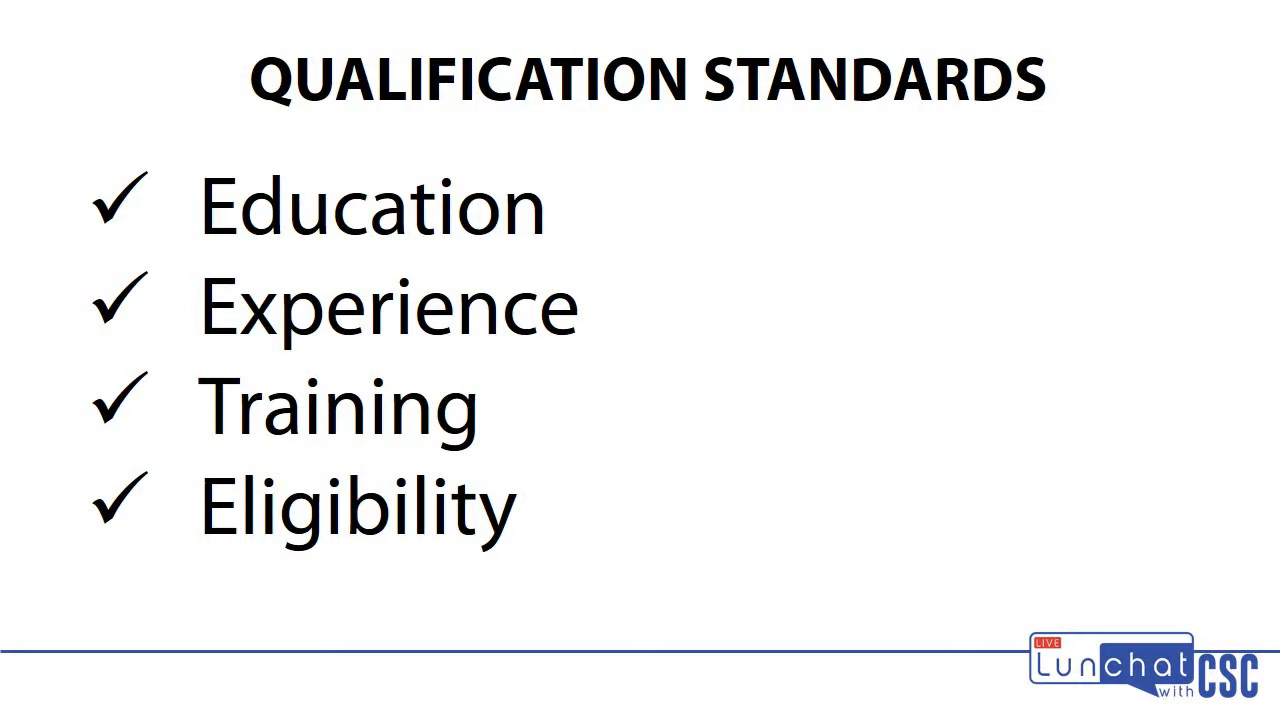 QUALIFICATION STANDARDS
✓ Education
✓ Experience
✓ Training
✓ Eligibility
LIVE
Lunchat
with CSC